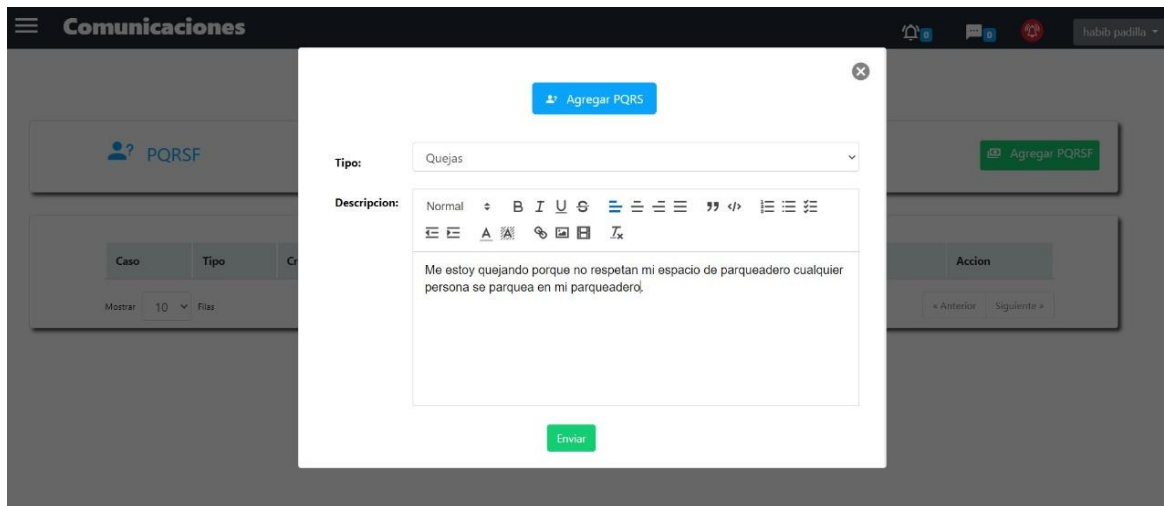 Comunicaciones
0
0
habib padilla
Agregar PQRS
PQRSF
Agregar PQRSF
Tipo:
Quejas
Descripcion:
Normal
Me estoy quejando porque no respetan mi espacio de parqueadero cualquier
persona se parquea en mi parqueadero.
Caso
Tipo
Cr
Accion
Mostrar
10
Filas
« Anterior
Siguiente »
Enviar